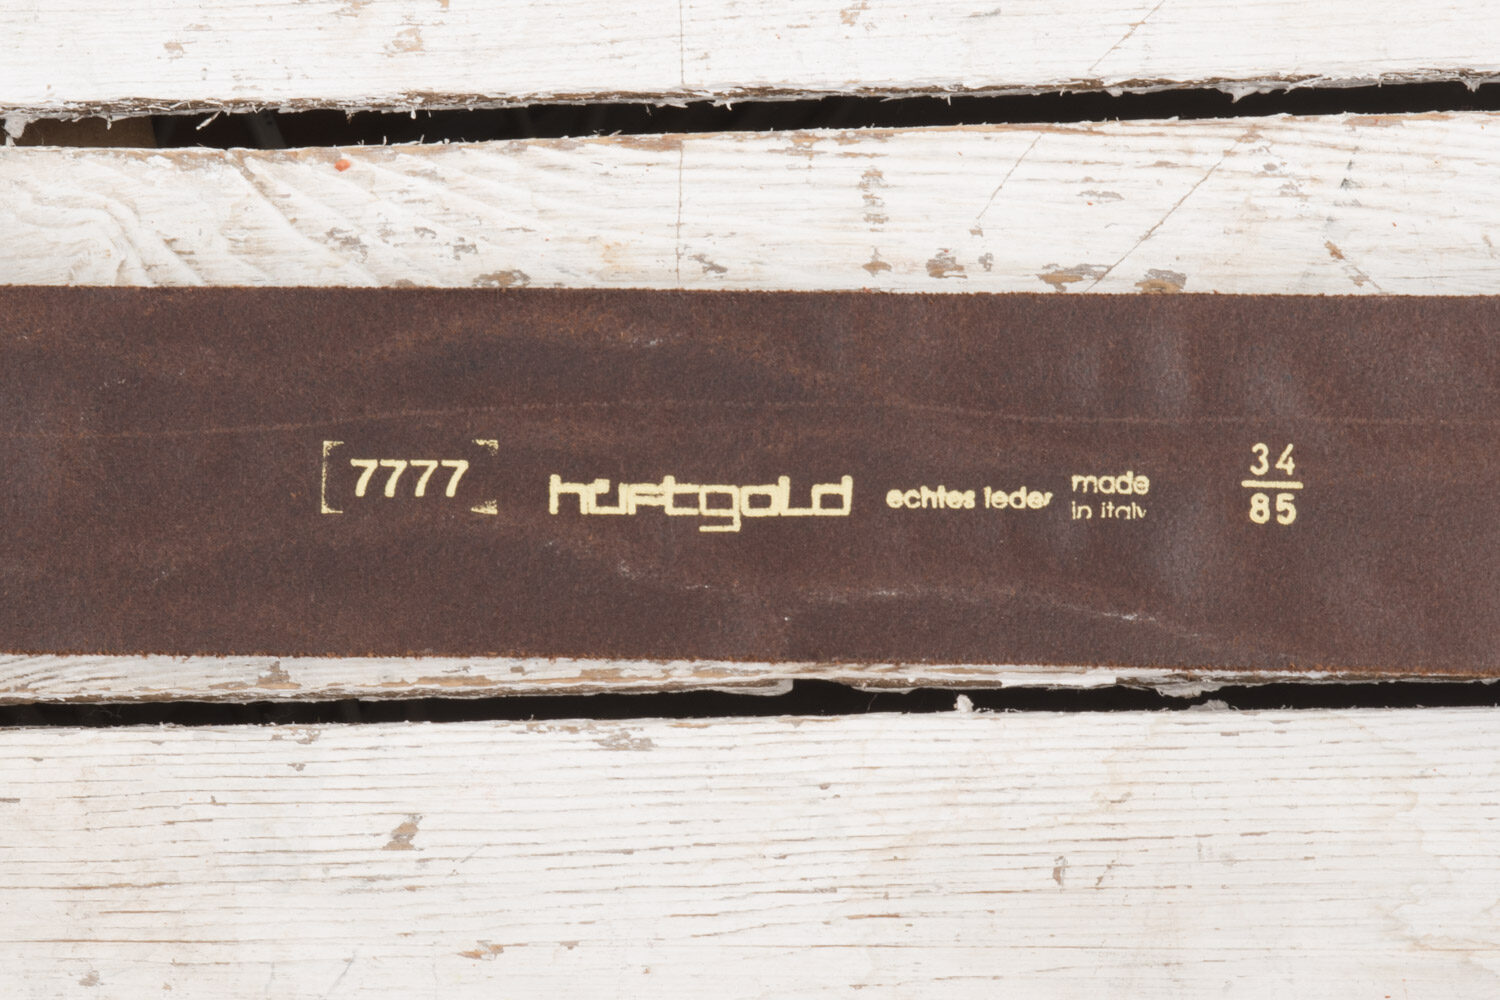 [7777] hüftgold echtes leder made
in italy
34
85